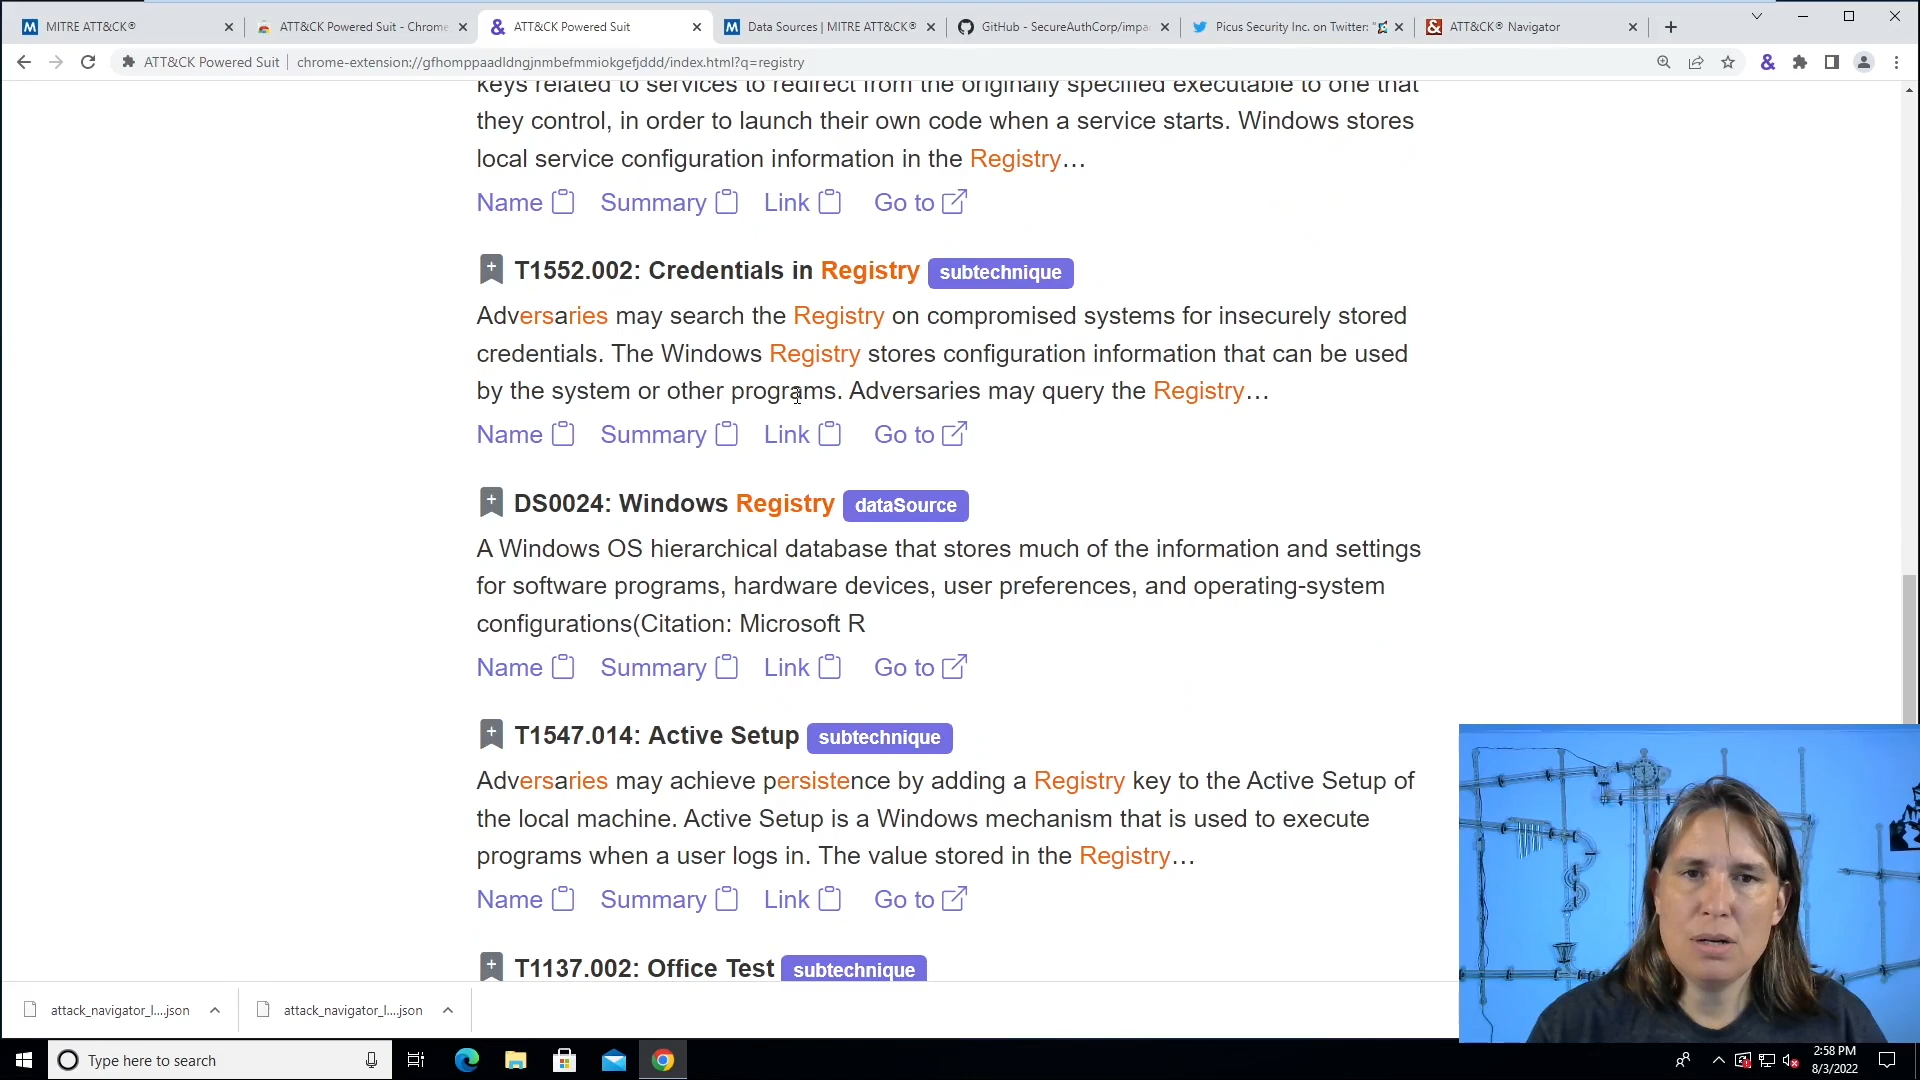 MITRE ATT&CK®
ATT&CK Powered Suit - Chrome
ATT&CK Powered Suit
Data Sources | MITRE ATT&CK®
GitHub - SecureAuthCorp/impa
Picus Security Inc. on Twitter: "
ATT&CK® Navigator
ATT&CK Powered Suit | chrome-extension://gfhomppaadldngjnmbefmmiokgefjddd/index.html?q=registry
keys related to services to redirect from the originally specified executable to one that
they control, in order to launch their own code when a service starts. Windows stores
local service configuration information in the Registry…
Name Summary Link Go to
T1552.002: Credentials in Registry subtechnique
Adversaries may search the Registry on compromised systems for insecurely stored
credentials. The Windows Registry stores configuration information that can be used
by the system or other programs. Adversaries may query the Registry…
Name Summary Link Go to
DS0024: Windows Registry dataSource
A Windows OS hierarchical database that stores much of the information and settings
for software programs, hardware devices, user preferences, and operating-system
configurations(Citation: Microsoft R
Name Summary Link Go to
T1547.014: Active Setup subtechnique
Adversaries may achieve persistence by adding a Registry key to the Active Setup of
the local machine. Active Setup is a Windows mechanism that is used to execute
programs when a user logs in. The value stored in the Registry…
Name Summary Link Go to
T1137.002: Office Test subtechnique
attack_navigator_l....json
attack_navigator_l....json
Type here to search
2:58 PM
8/3/2022